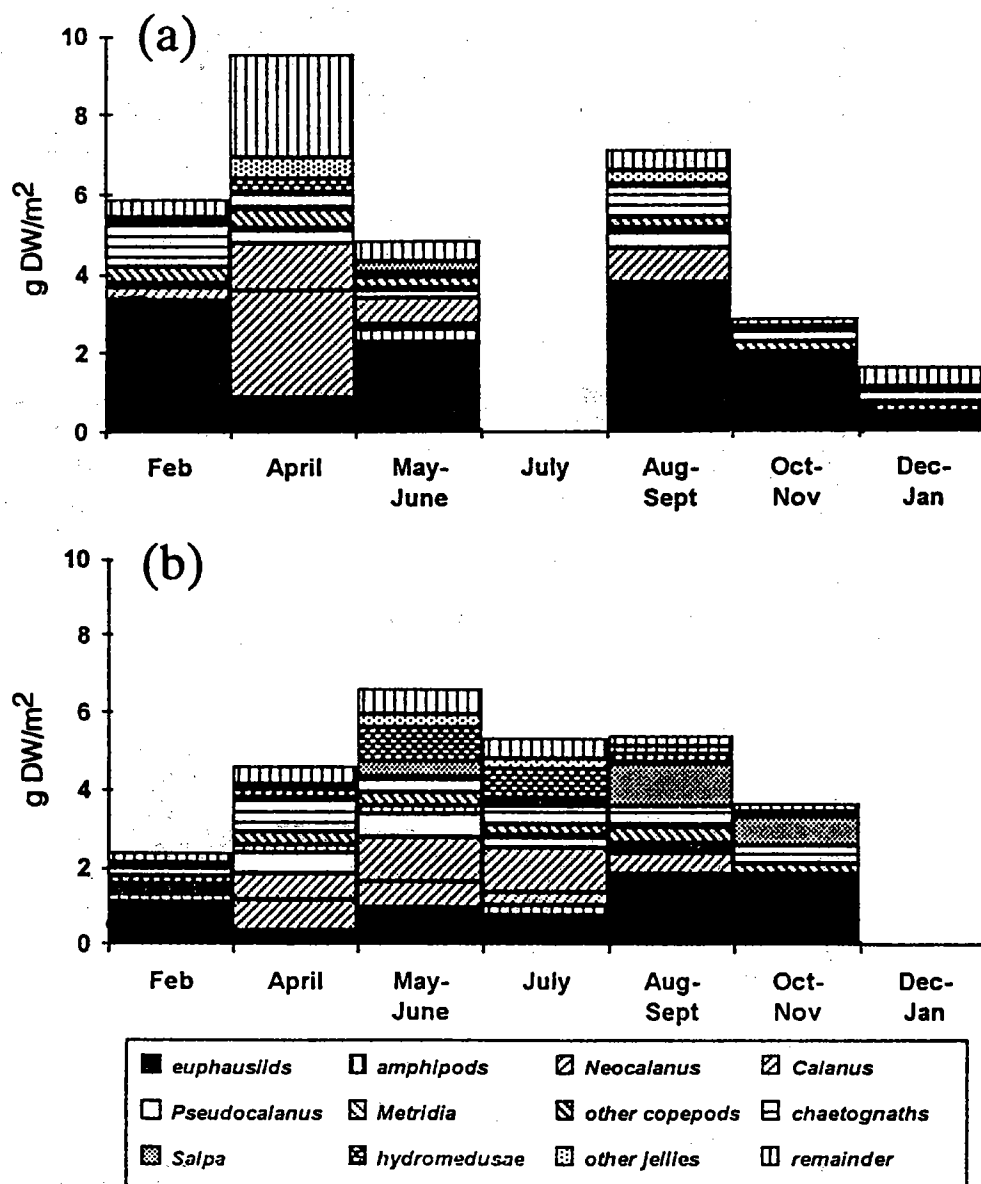 (a)
10
8
6
4
2
0
g DW/m²
Feb April May-June July Aug-Sept Oct-Nov Dec-Jan
(b)
10
8
6
4
2
0
g DW/m²
Feb April May-June July Aug-Sept Oct-Nov Dec-Jan
euphausiids amphipods Neocalanus Calanus
Pseudocalanus Metridia other copepods chaetognaths
Salpa hydromedusae other jellies remainder